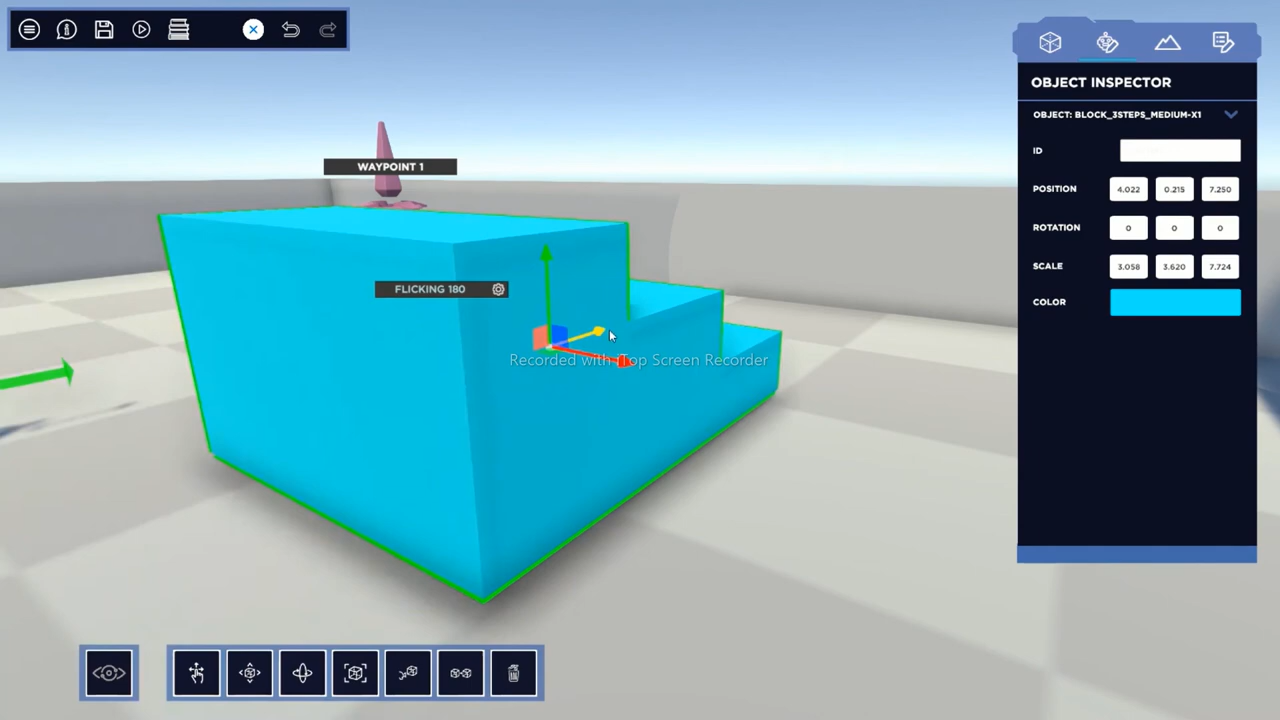 OBJECT INSPECTOR
OBJECT: BLOCK_3STEPS_MEDIUM-X1
ID
POSITION 4.022 0.215 7.250
ROTATION 0 0 0
SCALE 3.058 3.620 7.724
COLOR
WAYPOINT 1
FLICKING 180
Recorded with iTop Screen Recorder